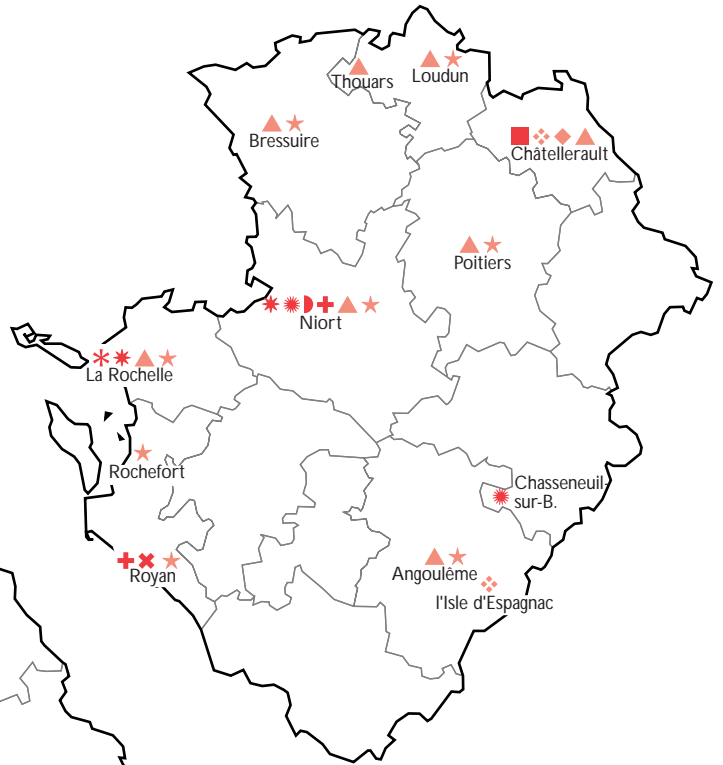 Thouars
Loudun
Bressuire
Châtellerault
Poitiers
Niort
La Rochelle
Rochefort
Chasseneuil-
sur-B.
Royan
Angoulême
l'Isle d'Espagnac